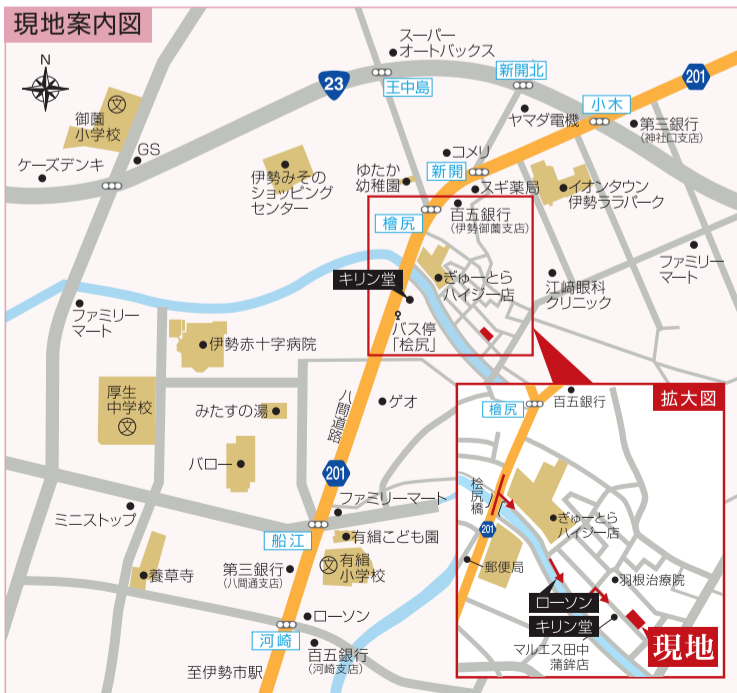 現地案内図
N
23
201
スーパー
オートバックス
王中島
新開北
小木
ヤマダ電機
第三銀行
(神社口支店)
御薗
小学校
文
GS
ケーズデンキ
伊勢みその
ショッピング
センター
ゆたか
幼稚園
コメリ
新開
スギ薬局
イオンタウン
伊勢ララパーク
百五銀行
(伊勢御薗支店)
檜尻
キリン堂
ぎゅーとら
ハイジー店
江﨑眼科
クリニック
ファミリー
マート
バス停
「桧尻」
ファミリー
マート
伊勢赤十字病院
厚生
中学校
文
みたすの湯
八間道路
ゲオ
バロー
201
ファミリーマート
ミニストップ
船江
有緝こども園
養草寺
第三銀行
(八間通支店)
文
有緝
小学校
ローソン
河崎
百五銀行
(河崎支店)
至伊勢市駅
拡大図
百五銀行
檜尻
桧尻橋
201
ぎゅーとら
ハイジー店
郵便局
羽根治療院
ローソン
キリン堂
マルエス田中
蒲鉾店
現地